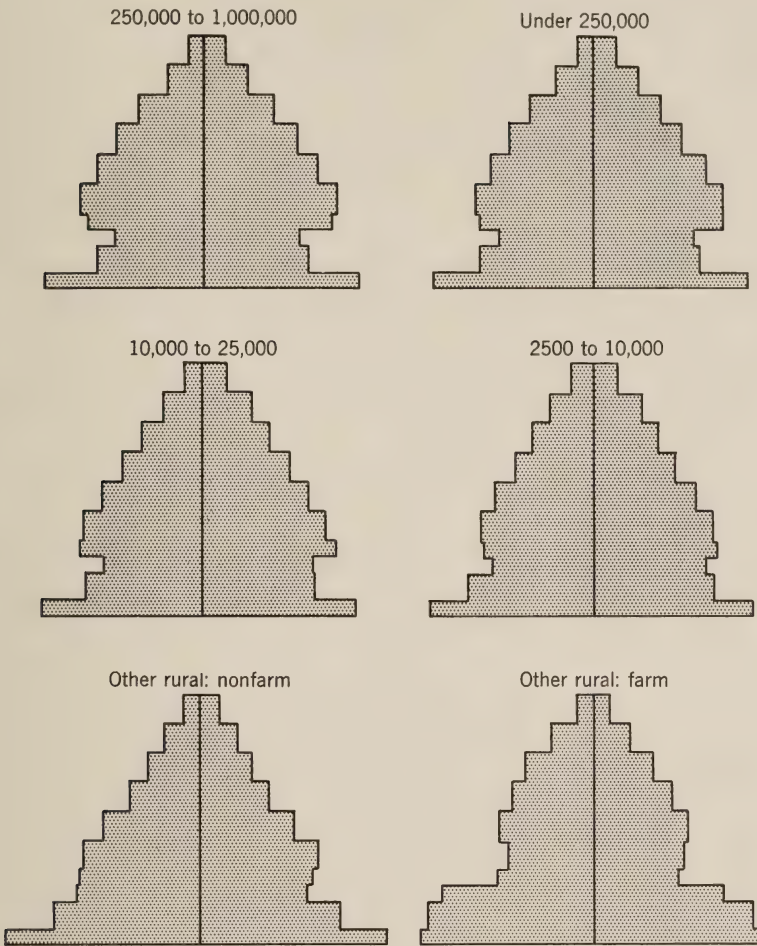 250,000 to 1,000,000
Under 250,000
10,000 to 25,000
2500 to 10,000
Other rural: nonfarm
Other rural: farm